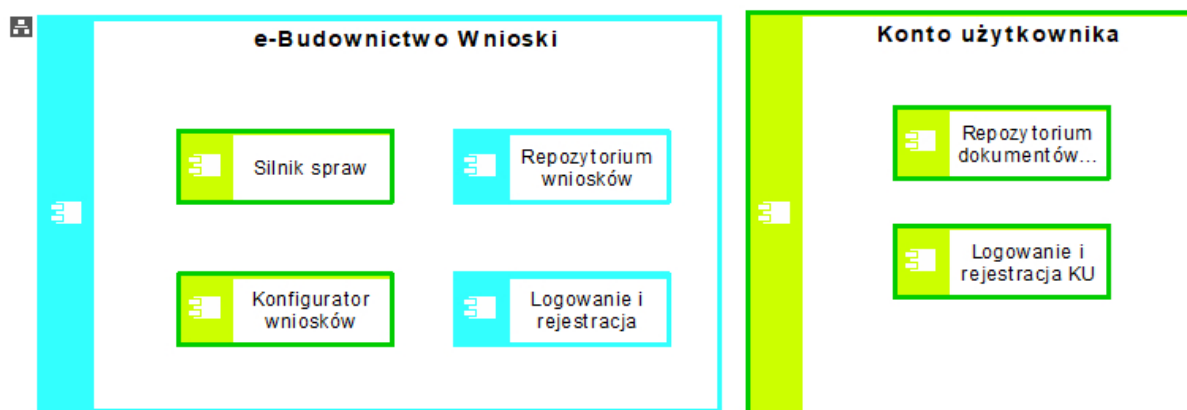 e-Budownictwo Wnioski
Silnik spraw
Repozytorium
wniosków
Konfigurator
wniosków
Logowanie i
rejestracja
Konto użytkownika
Repozytorium
dokumentów...
Logowanie i
rejestracja KU